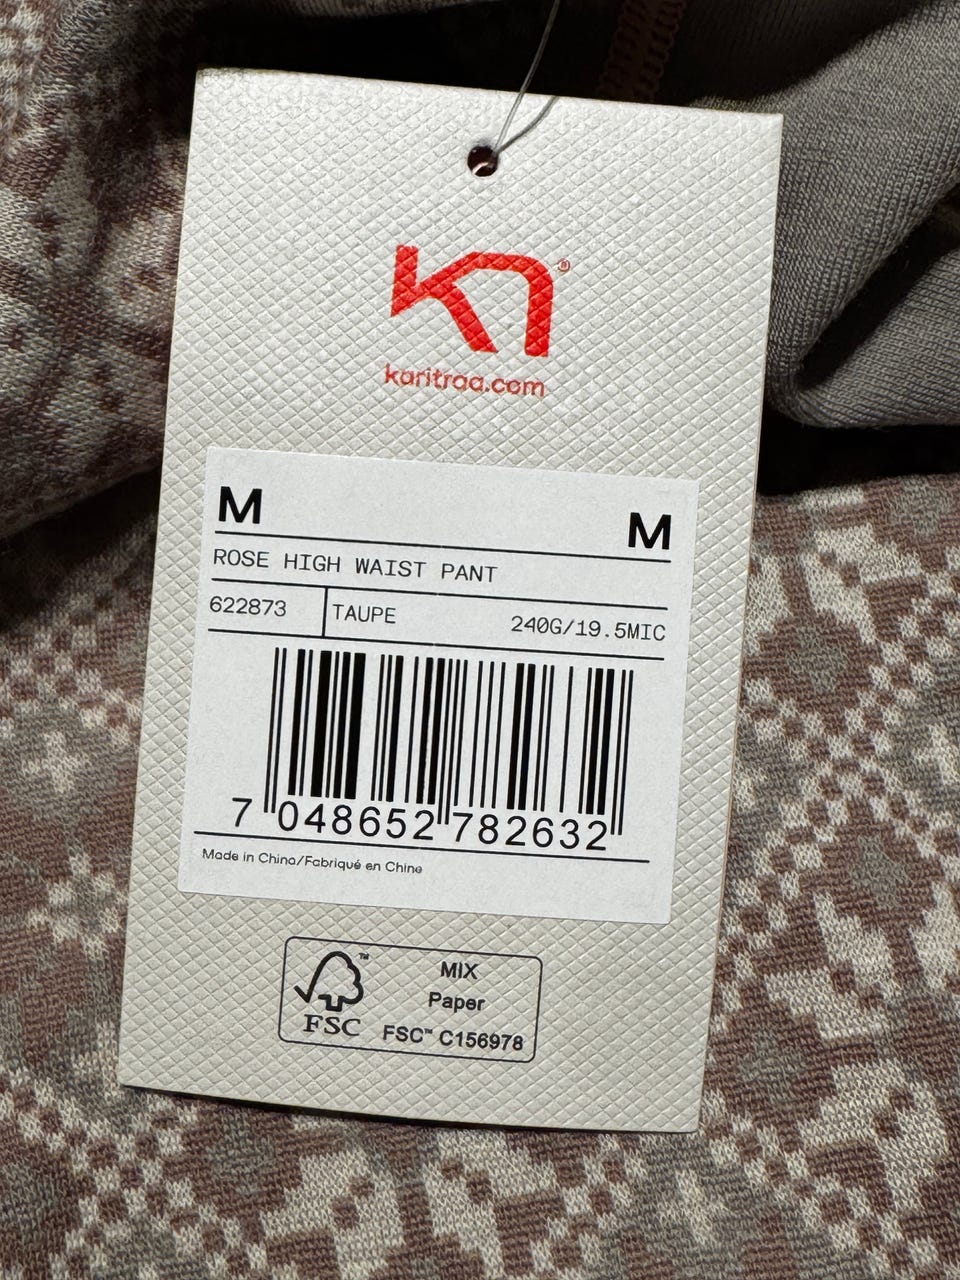 karitraa.com
M
M
ROSE HIGH WAIST PANT
622873 TAUPE 240G/19.5MIC
7 048652 782632
Made in China/Fabriqué en Chine
MIX
Paper
FSC FSC™ C156978